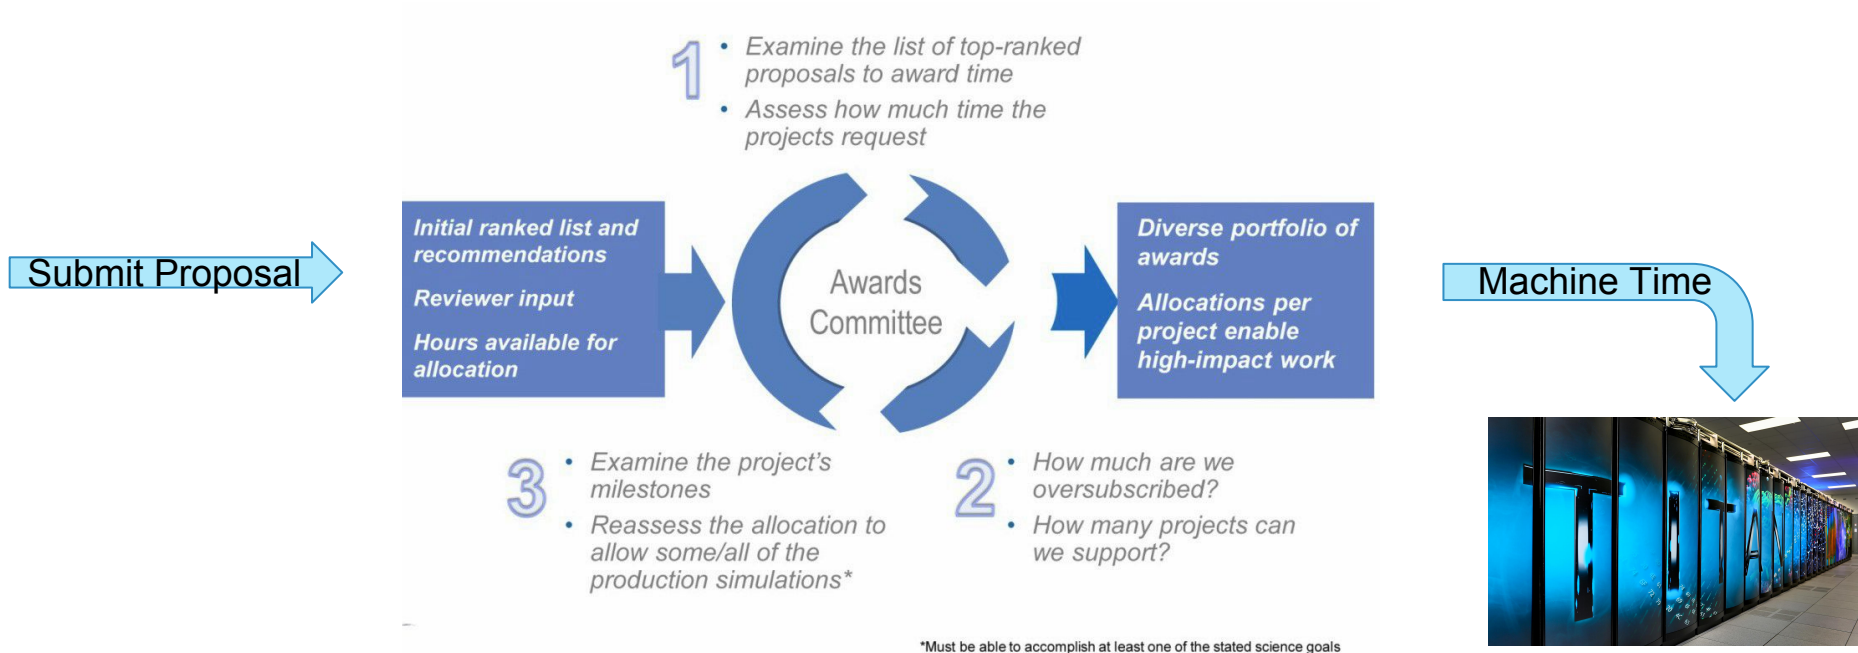 1
• Examine the list of top-ranked
proposals to award time
• Assess how much time the
projects request
Submit Proposal
Initial ranked list and
recommendations
Reviewer input
Hours available for
allocation
Awards
Committee
Diverse portfolio of
awards
Allocations per
project enable
high-impact work
Machine Time
3
• Examine the project's
milestones
• Reassess the allocation to
allow some/all of the
production simulations*
2
• How much are we
oversubscribed?
• How many projects can
we support?
TITAN
*Must be able to accomplish at least one of the stated science goals